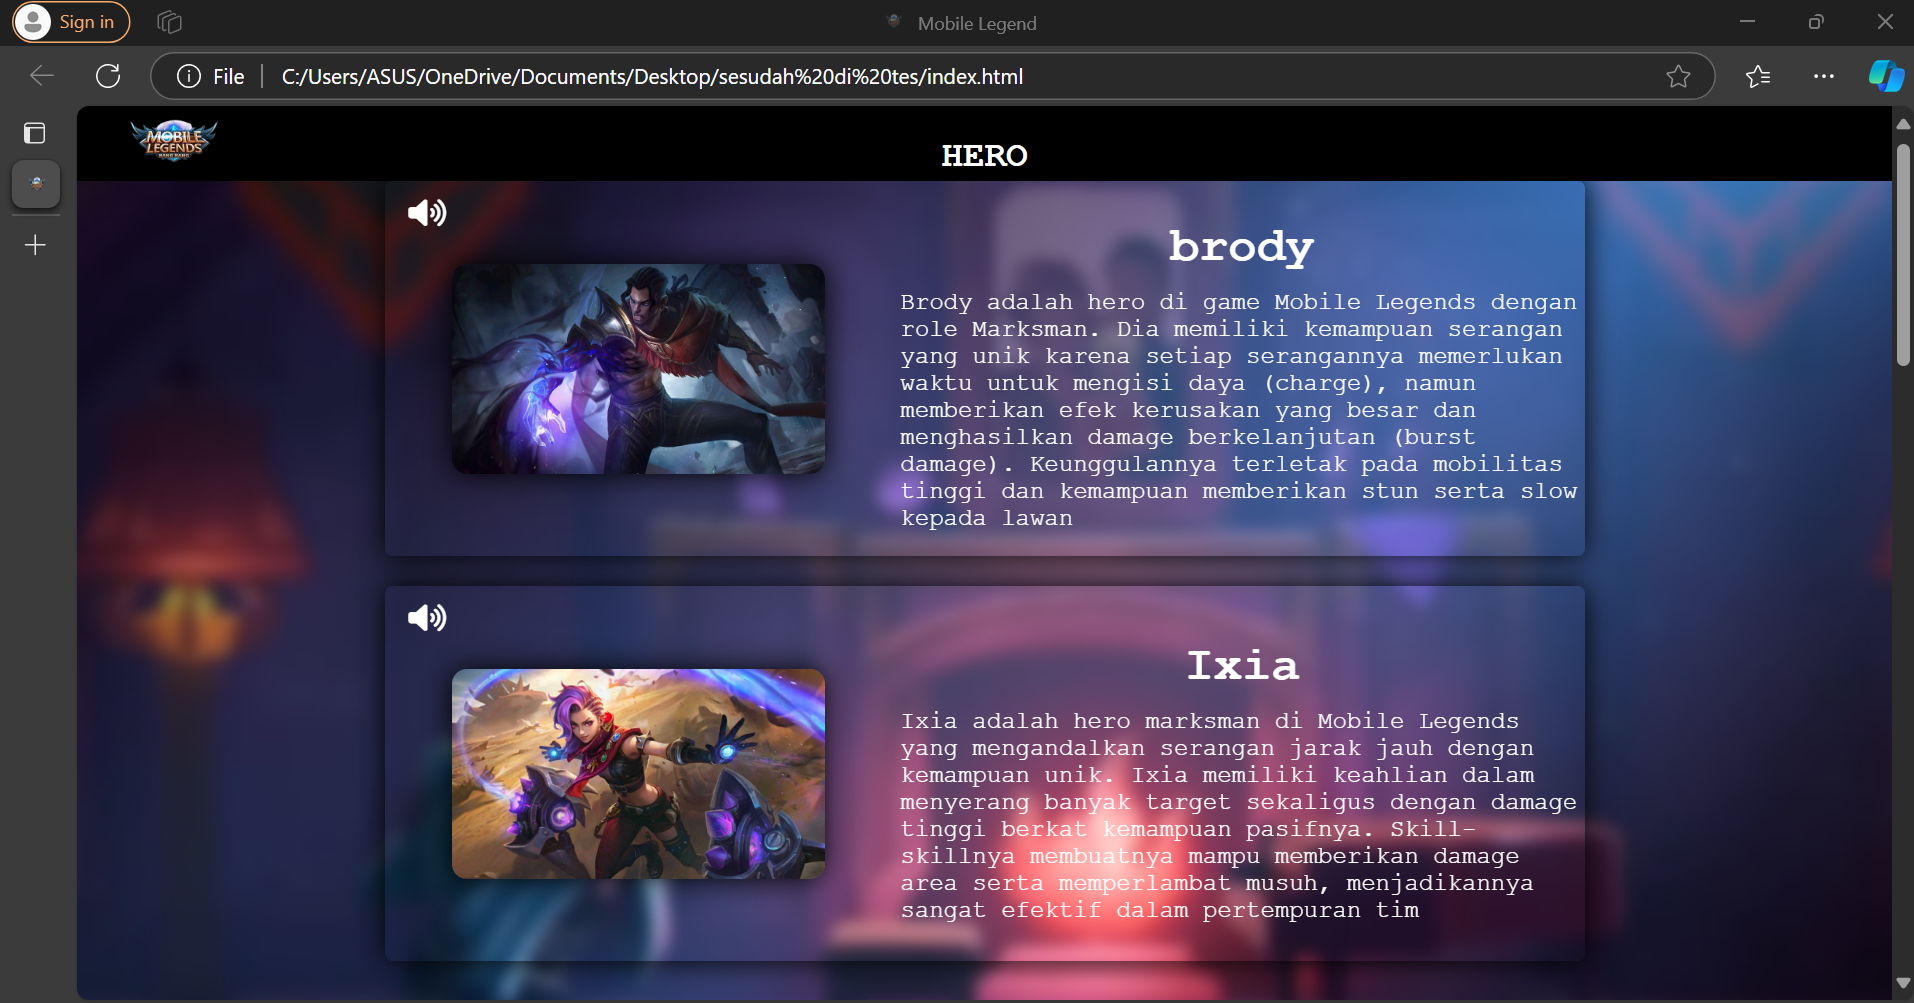 Sign in
Mobile Legend
File
C:/Users/ASUS/OneDrive/Documents/Desktop/sesudah%20di%20tes/index.html
MOBILE
LEGENDS
BANG BANG
HERO
brody
Brody adalah hero di game Mobile Legends dengan
role Marksman. Dia memiliki kemampuan serangan
yang unik karena setiap serangannya memerlukan
waktu untuk mengisi daya (charge), namun
memberikan efek kerusakan yang besar dan
menghasilkan damage berkelanjutan (burst
damage). Keunggulannya terletak pada mobilitas
tinggi dan kemampuan memberikan stun serta slow
kepada lawan
Ixia
Ixia adalah hero marksman di Mobile Legends
yang mengandalkan serangan jarak jauh dengan
kemampuan unik. Ixia memiliki keahlian dalam
menyerang banyak target sekaligus dengan damage
tinggi berkat kemampuan pasifnya. Skill-
skillnya membuatnya mampu memberikan damage
area serta memperlambat musuh, menjadikannya
sangat efektif dalam pertempuran tim